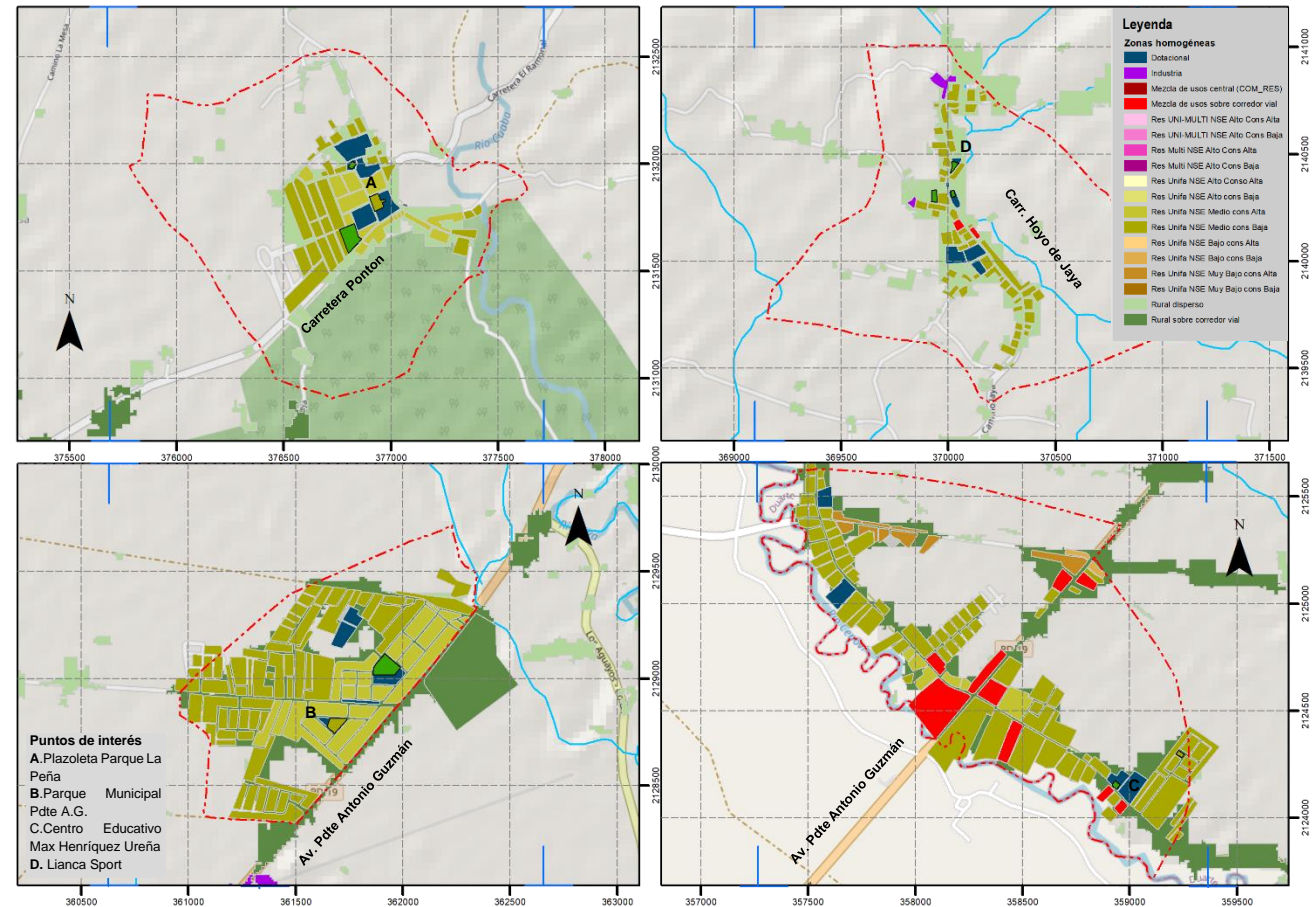 Camino La Mesa
Carretera El Ramonal
Río Cuaba
A
Carretera Ponton
N
2132500
2132000
2131500
2131000
375500
376000
376500
377000
377500
378000
D
Carr. Hoyo de Jaya
2141000
2140500
2140000
2139500
369000
369500
370000
370500
371000
371500
Leyenda
Zonas homogéneas
Dotacional
Industria
Mezcla de usos central (COM_RES)
Mezcla de usos sobre corredor vial
Res UNI-MULTI NSE Alto Cons Alta
Res UNI-MULTI NSE Alto Cons Baja
Res Multi NSE Alto Cons Alta
Res Multi NSE Alto Cons Baja
Res Unifa NSE Alto Conso Alta
Res Unifa NSE Alto cons Baja
Res Unifa NSE Medio cons Alta
Res Unifa NSE Medio cons Baja
Res Unifa NSE Bajo cons Alta
Res Unifa NSE Bajo cons Baja
Res Unifa NSE Muy Bajo cons Alta
Res Unifa NSE Muy Bajo cons Baja
Rural disperso
Rural sobre corredor vial
N
B
RD-19
Av. Pdte Antonio Guzmán
2130000
2129500
2129000
2128500
360500
361000
361500
362000
362500
363000
Puntos de interés
A.Plazoleta Parque La
Peña
B.Parque Municipal
Pdte A.G.
C.Centro Educativo
Max Henríquez Ureña
D. Lianca Sport
Duarte
N
RD-19
C
Av. Pdte Antonio Guzmán
Duarte
2125500
2125000
2124500
2124000
357000
357500
358000
358500
359000
359500